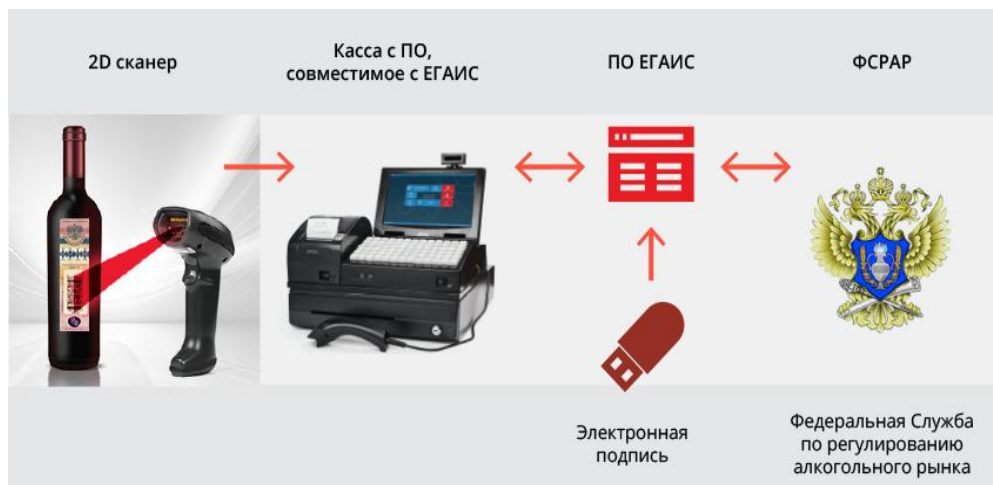 2D сканер
Касса с ПО,
совместимое с ЕГАИС
ПО ЕГАИС
ФСРАР
Электронная
подпись
Федеральная Служба
по регулированию
алкогольного рынка